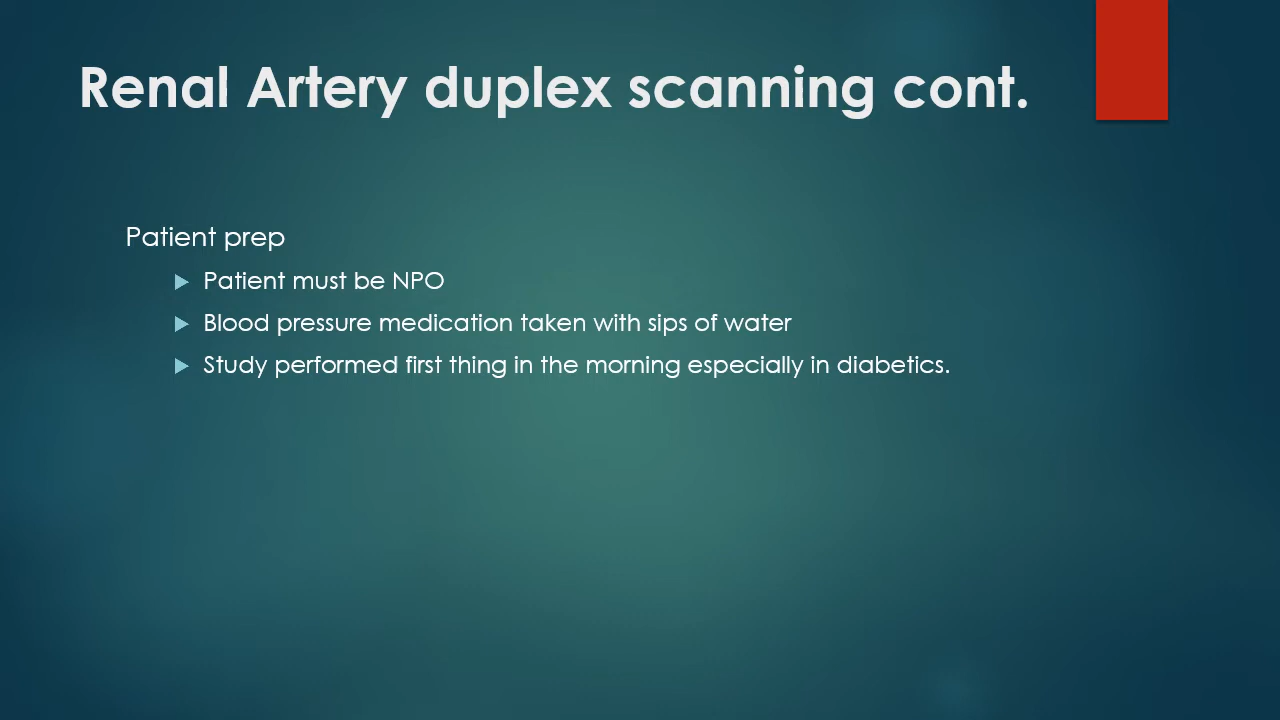 Renal Artery duplex scanning cont.
Patient prep
Patient must be NPO
Blood pressure medication taken with sips of water
Study performed first thing in the morning especially in diabetics.